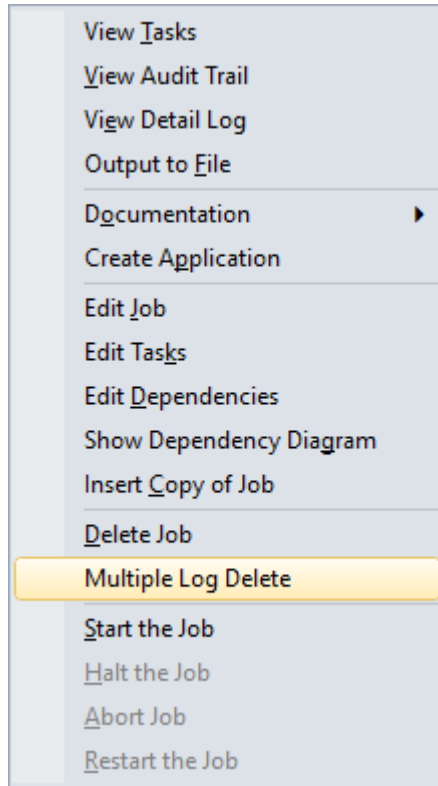 View Tasks
View Audit Trail
View Detail Log
Output to File
Documentation
Create Application
Edit Job
Edit Tasks
Edit Dependencies
Show Dependency Diagram
Insert Copy of Job
Delete Job
Multiple Log Delete
Start the Job
Halt the Job
Abort Job
Restart the Job